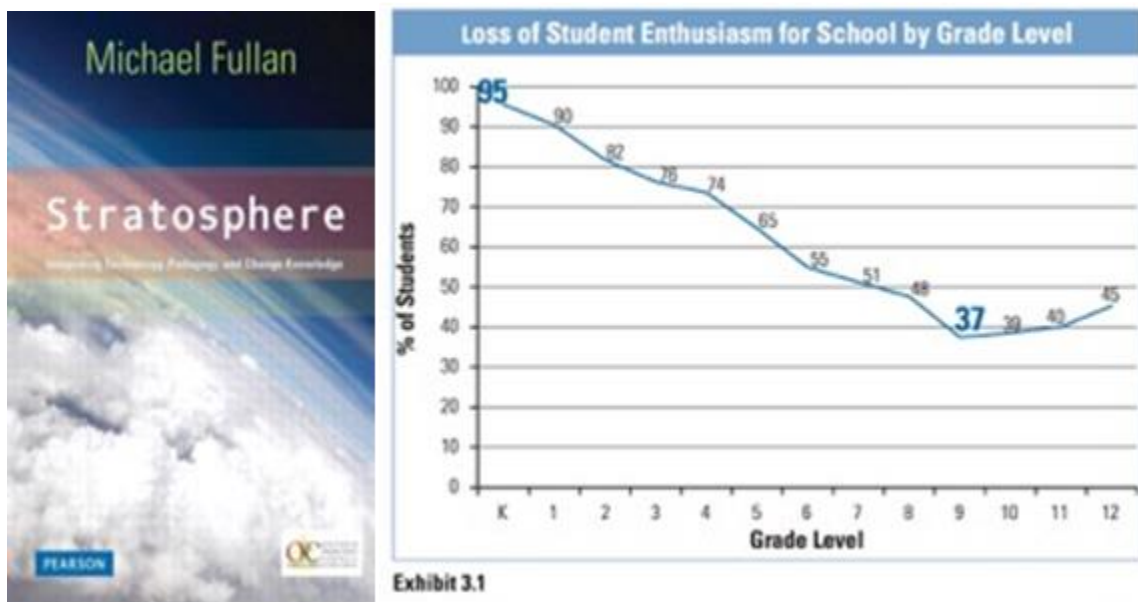 Michael Fullan
Stratosphere
Integrating Technology, Pedagogy, and Change Knowledge
PEARSON
OC
Loss of Student Enthusiasm for School by Grade Level
% of Students
100
90
80
70
60
50
40
30
20
10
0
95
90
82
76
74
65
55
51
48
37
39
40
45
K 1 2 3 4 5 6 7 8 9 10 11 12
Grade Level
Exhibit 3.1